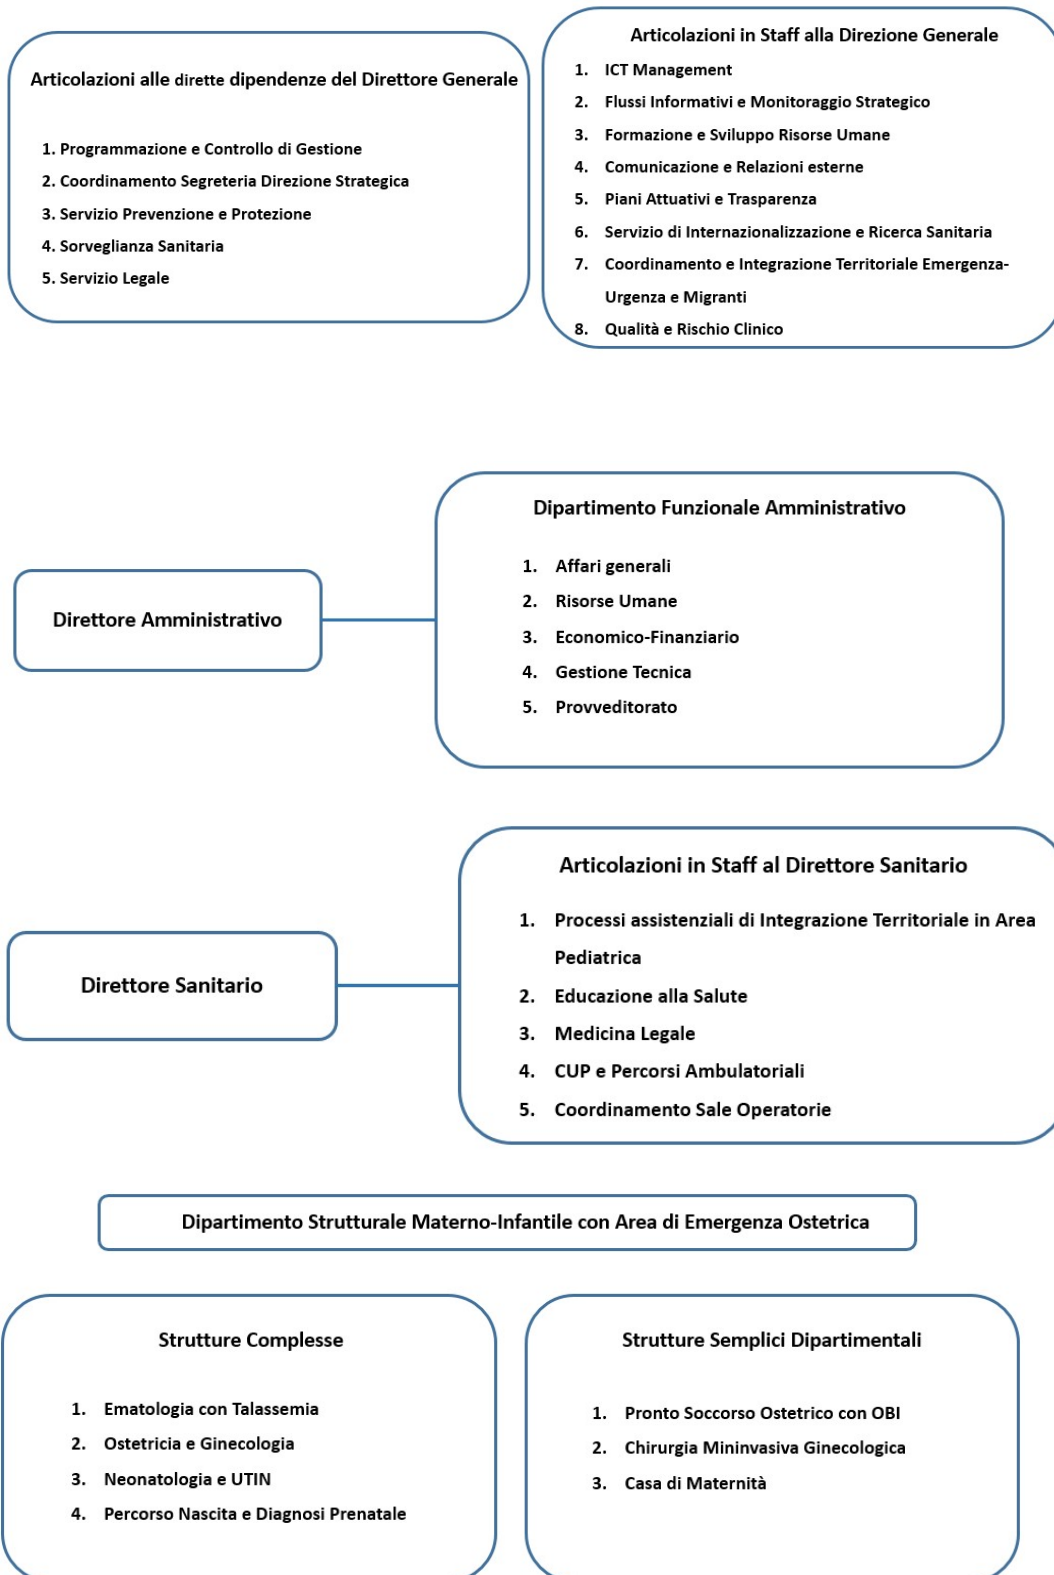 Articolazioni alle dirette dipendenze del Direttore Generale
1. Programmazione e Controllo di Gestione
2. Coordinamento Segreteria Direzione Strategica
3. Servizio Prevenzione e Protezione
4. Sorveglianza Sanitaria
5. Servizio Legale
Articolazioni in Staff alla Direzione Generale
1. ICT Management
2. Flussi Informativi e Monitoraggio Strategico
3. Formazione e Sviluppo Risorse Umane
4. Comunicazione e Relazioni esterne
5. Piani Attuativi e Trasparenza
6. Servizio di Internazionalizzazione e Ricerca Sanitaria
7. Coordinamento e Integrazione Territoriale Emergenza-
Urgenza e Migranti
8. Qualità e Rischio Clinico
Direttore Amministrativo
Dipartimento Funzionale Amministrativo
1. Affari generali
2. Risorse Umane
3. Economico-Finanziario
4. Gestione Tecnica
5. Provveditorato
Direttore Sanitario
Articolazioni in Staff al Direttore Sanitario
1. Processi assistenziali di Integrazione Territoriale in Area
Pediatrica
2. Educazione alla Salute
3. Medicina Legale
4. CUP e Percorsi Ambulatoriali
5. Coordinamento Sale Operatorie
Dipartimento Strutturale Materno-Infantile con Area di Emergenza Ostetrica
Strutture Complesse
1. Ematologia con Talassemia
2. Ostetricia e Ginecologia
3. Neonatologia e UTIN
4. Percorso Nascita e Diagnosi Prenatale
Strutture Semplici Dipartimentali
1. Pronto Soccorso Ostetrico con OBI
2. Chirurgia Mininvasiva Ginecologica
3. Casa di Maternità